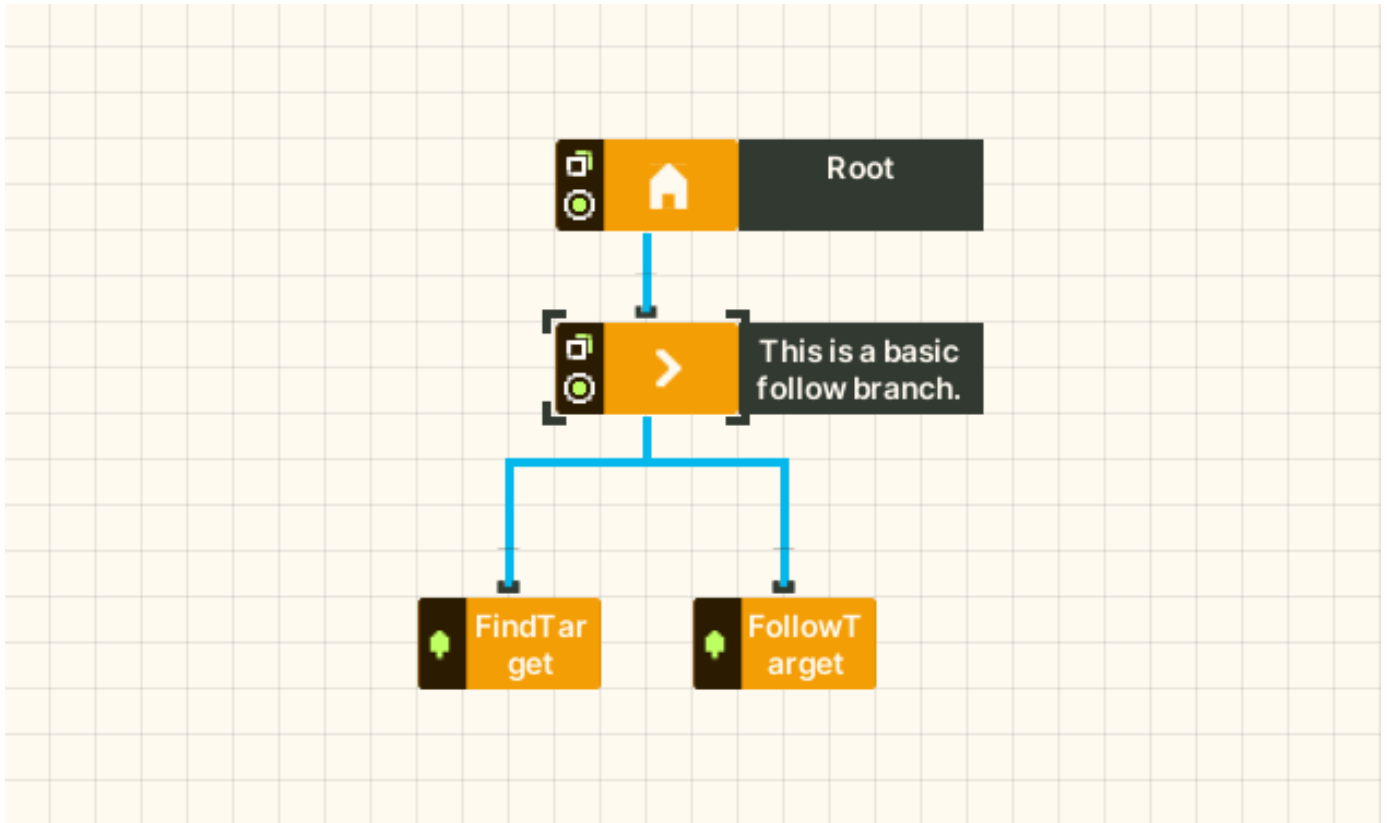 Root
This is a basic
follow branch.
FindTar
get
FollowT
arget